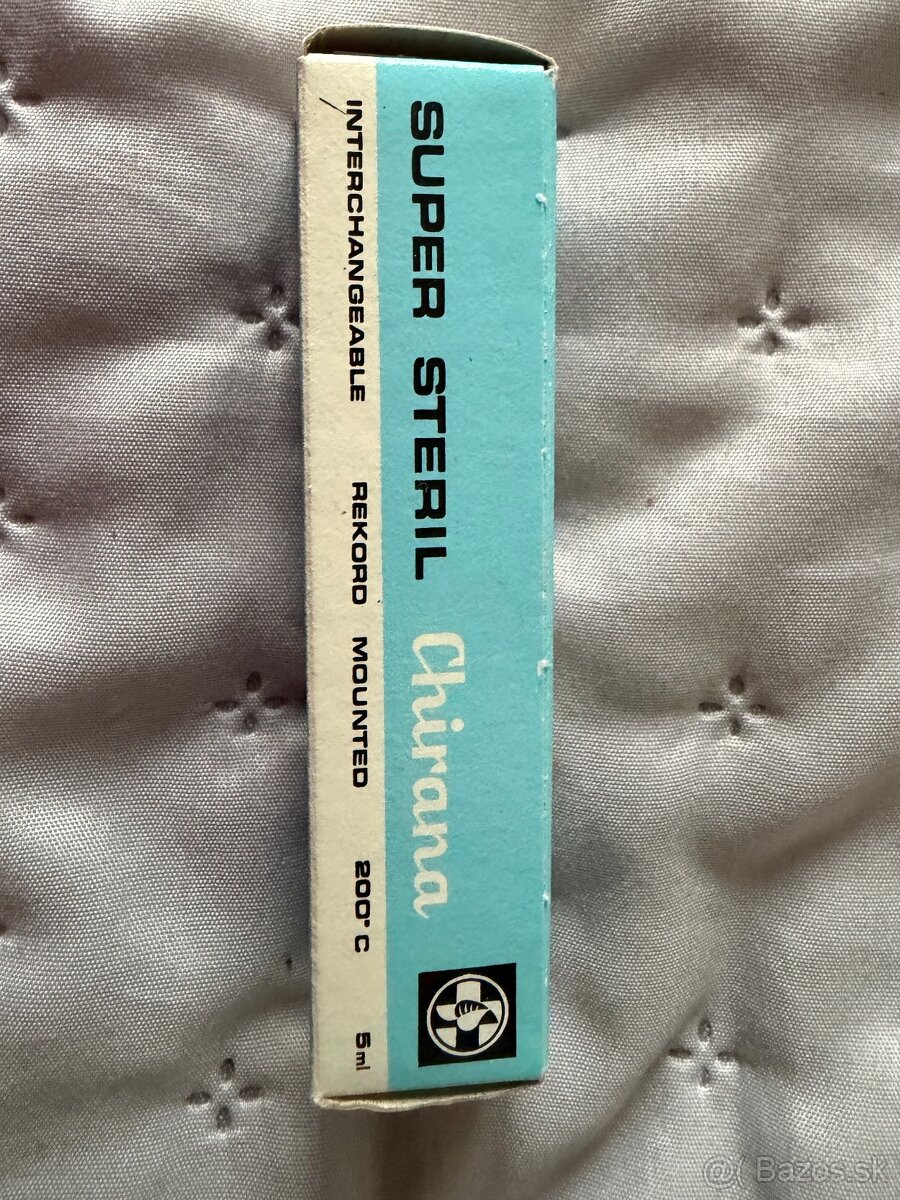 SUPER STERIL Chirana
INTERCHANGEABLE REKORD MOUNTED 200°C 5ml
@ Bazos.sk